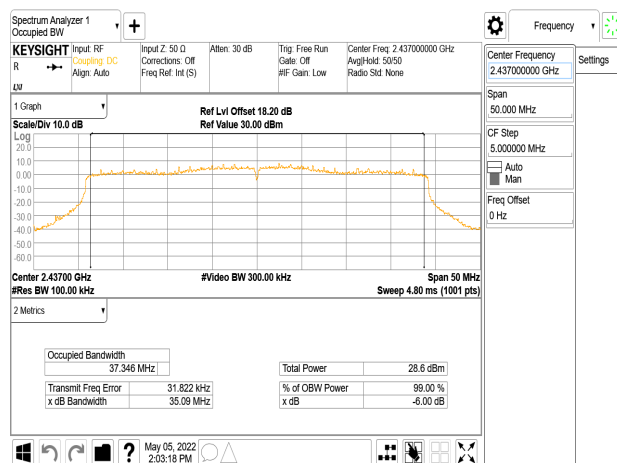 Spectrum Analyzer 1
Occupied BW
Frequency
KEYSIGHT
Input: RF
Coupling: DC
Align: Auto
Input Z: 50 Ω
Corrections: Off
Freq Ref: Int (S)
Atten: 30 dB
Trig: Free Run
Gate: Off
#IF Gain: Low
Center Freq: 2.437000000 GHz
Avg|Hold: 50/50
Radio Std: None
R
LXI
Center Frequency
2.437000000 GHz
Settings
Span
50.000 MHz
CF Step
5.000000 MHz
Auto
Man
Freq Offset
0 Hz
1 Graph
Scale/Div 10.0 dB
Ref Lvl Offset 18.20 dB
Ref Value 30.00 dBm
Log
20.0
10.0
0.00
-10.0
-20.0
-30.0
-40.0
-50.0
-60.0
Center 2.43700 GHz
#Video BW 300.00 kHz
Span 50 MHz
#Res BW 100.00 kHz
Sweep 4.80 ms (1001 pts)
2 Metrics
Occupied Bandwidth
37.346 MHz
Total Power 28.6 dBm
Transmit Freq Error 31.822 kHz
% of OBW Power 99.00 %
x dB Bandwidth 35.09 MHz
x dB -6.00 dB
?
May 05, 2022
2:03:18 PM